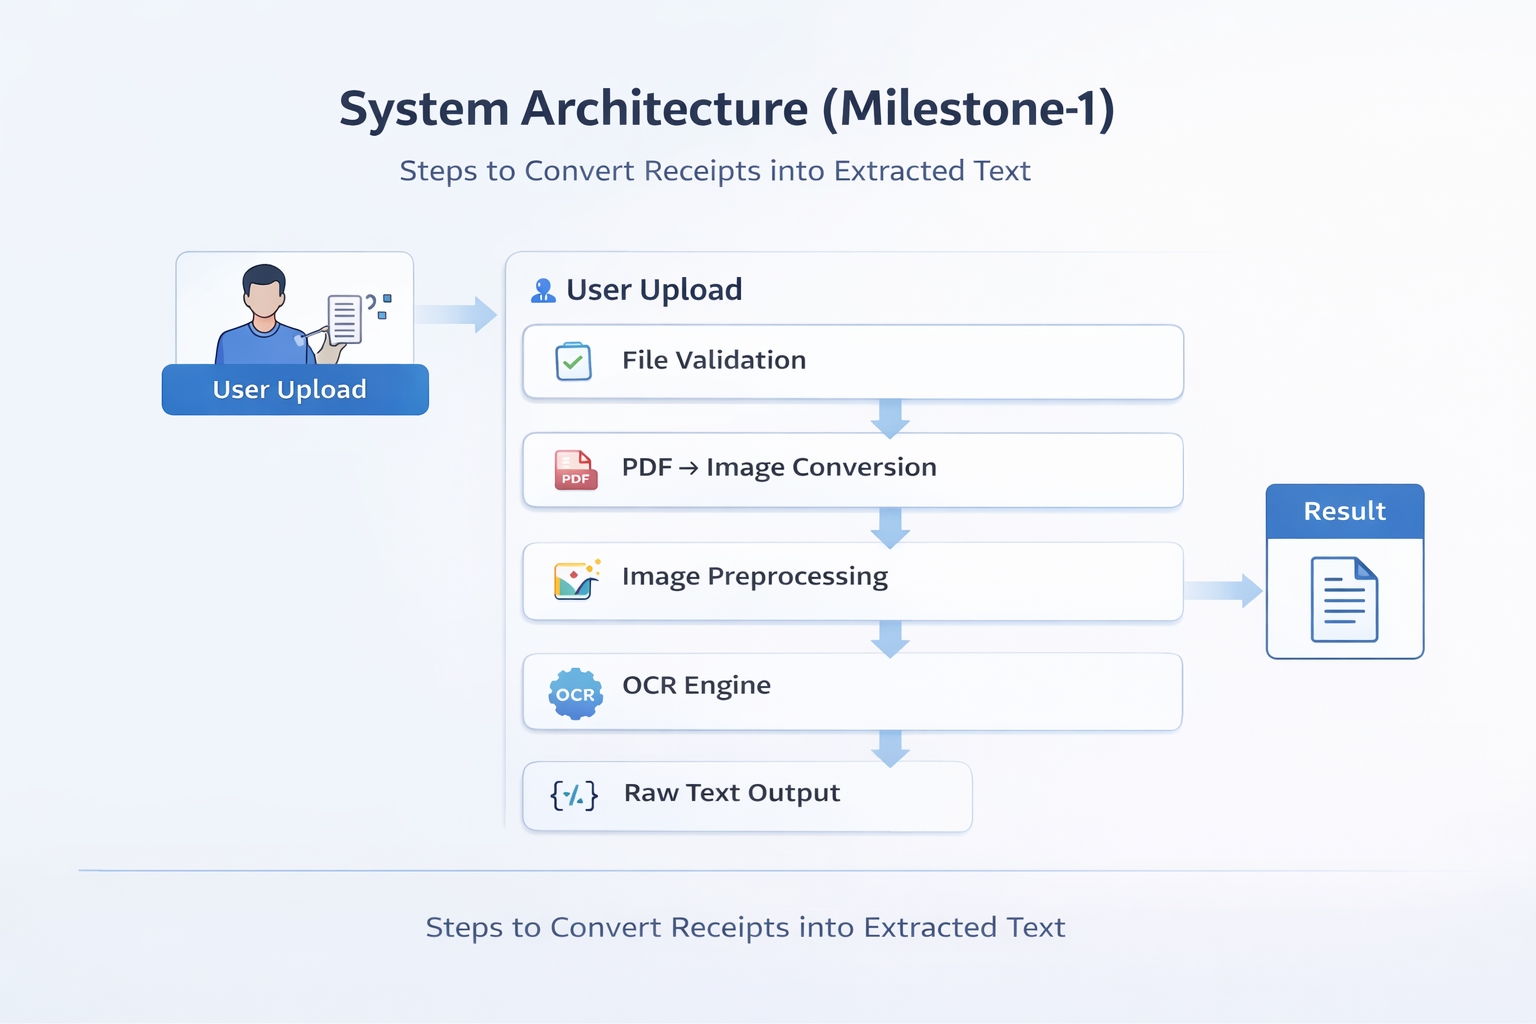 System Architecture (Milestone-1)
Steps to Convert Receipts into Extracted Text
User Upload
User Upload
File Validation
PDF
PDF → Image Conversion
Image Preprocessing
Result
OCR
OCR Engine
Raw Text Output
Steps to Convert Receipts into Extracted Text